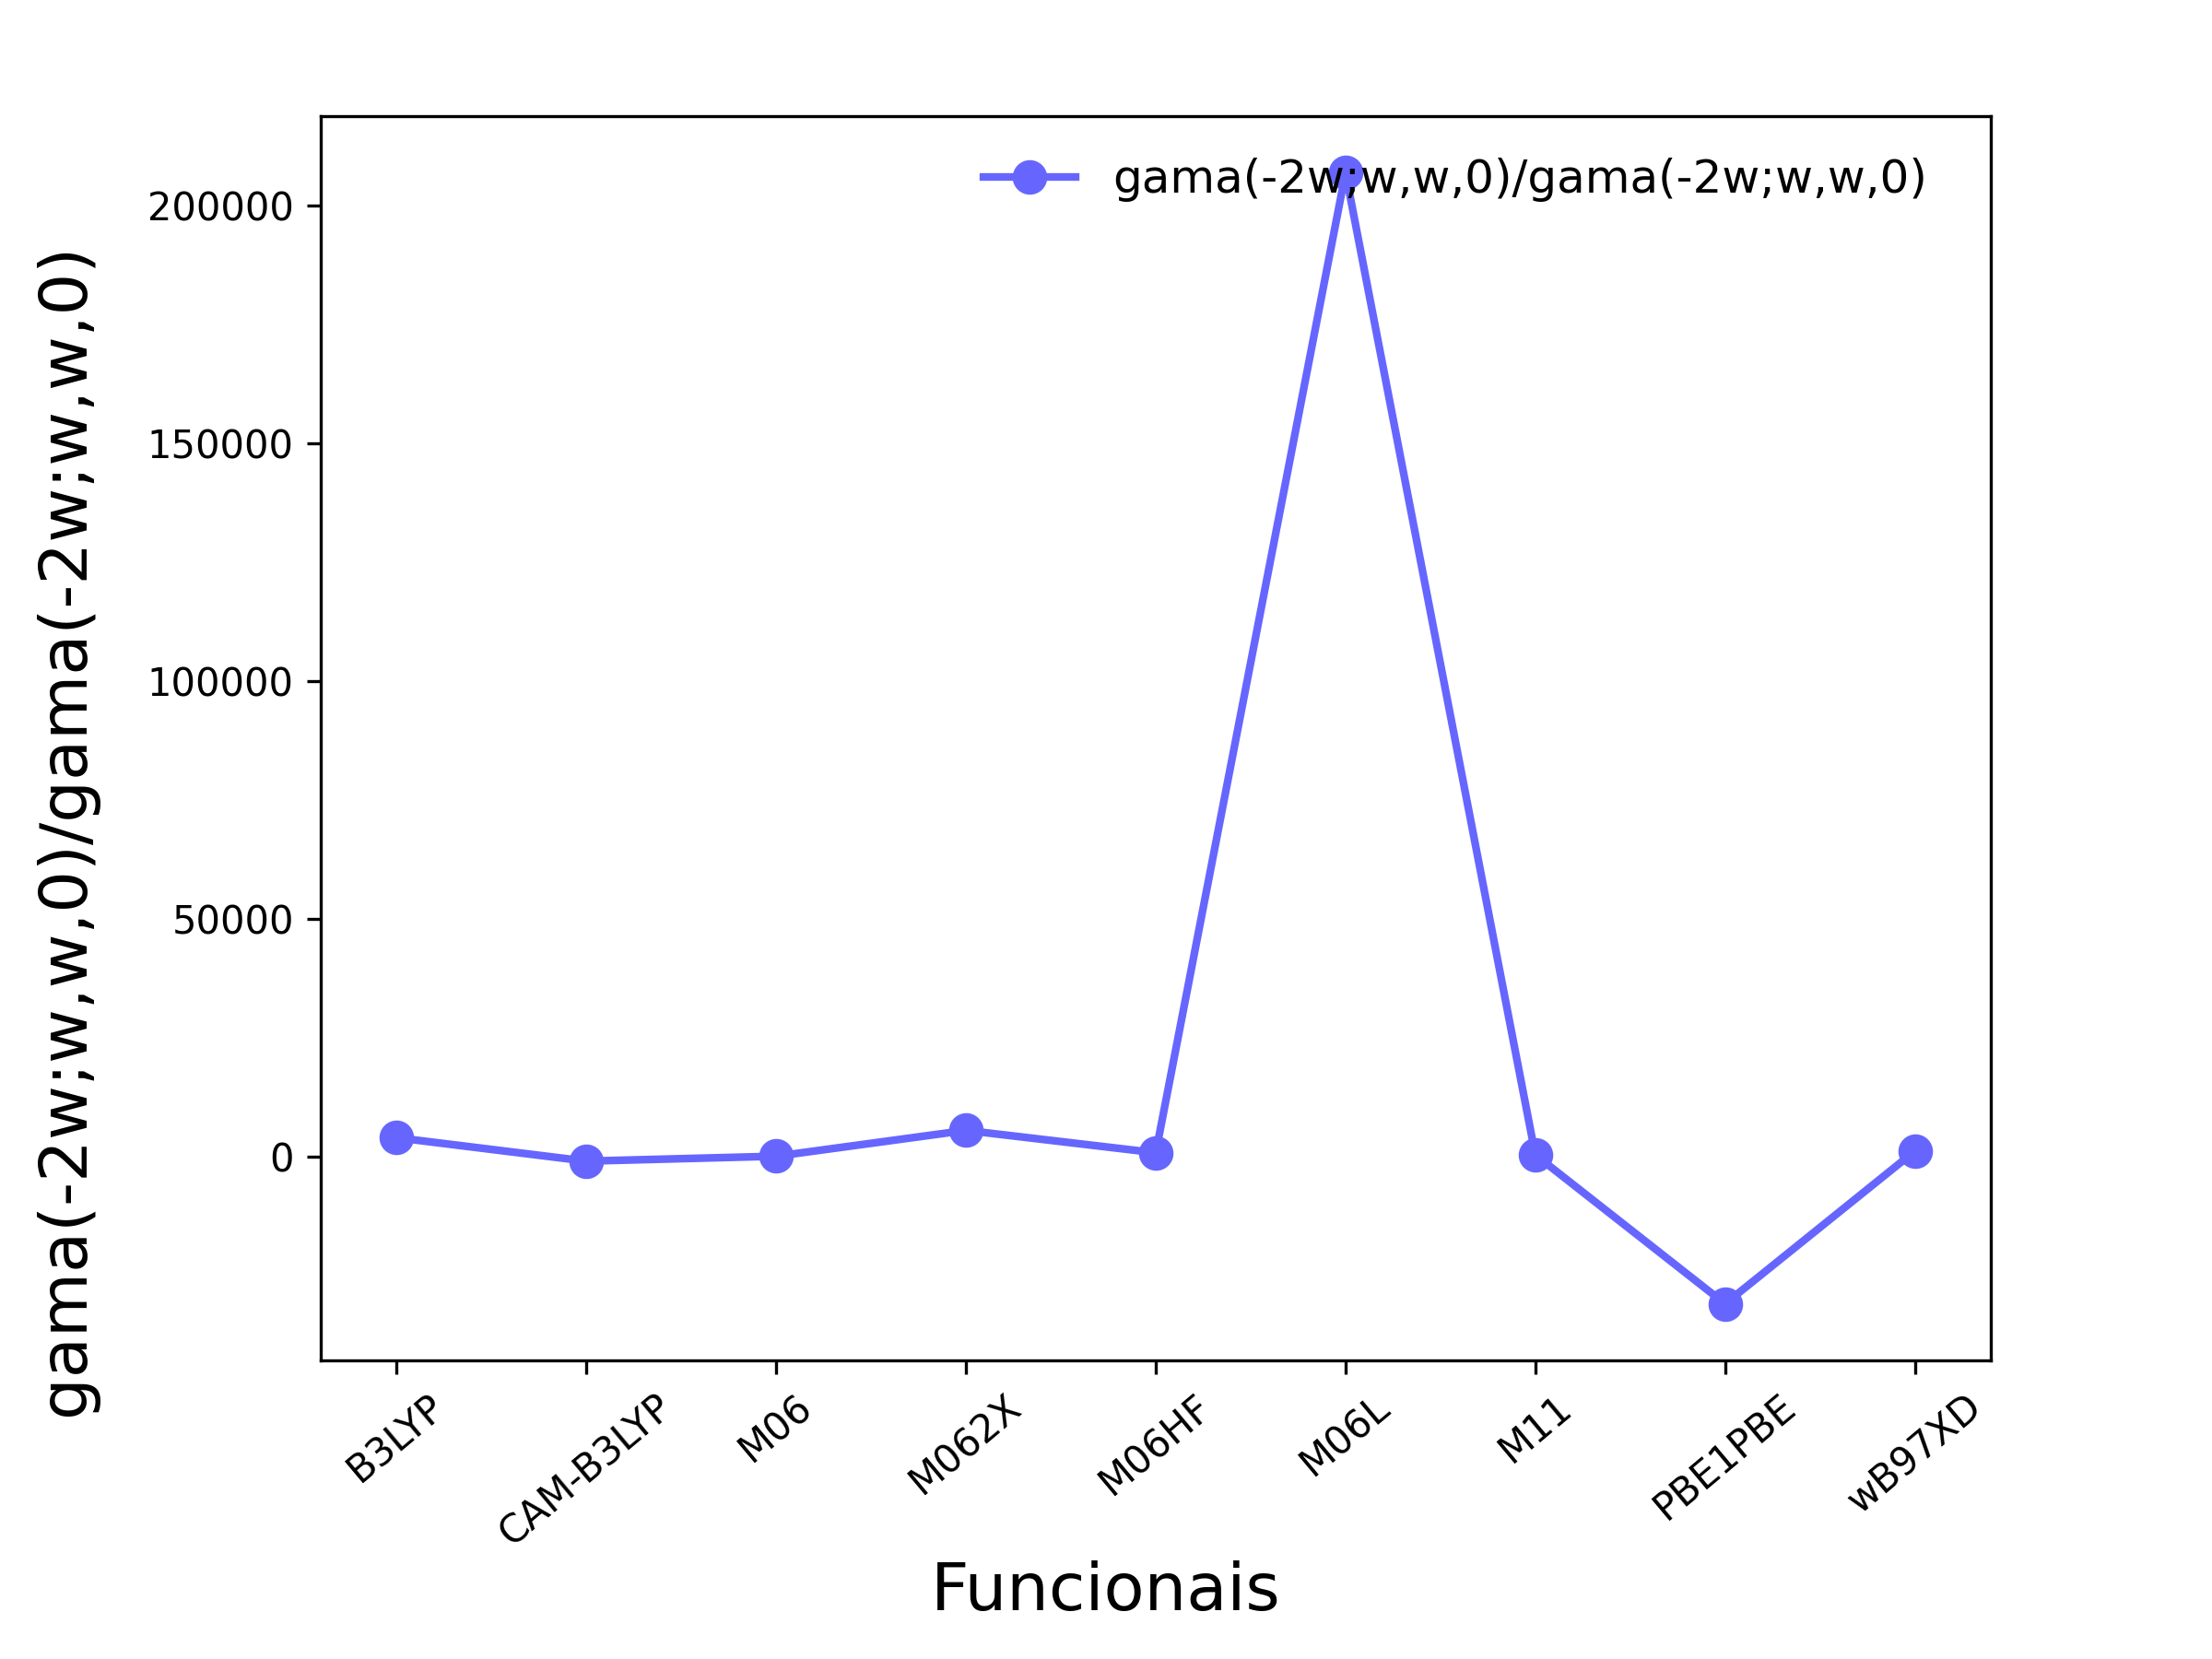 gama(-2w;w,w,0)/gama(-2w;w,w,0)
200000
150000
100000
50000
0
gama(-2w;w,w,0)/gama(-2w;w,w,0)
B3LYP
CAM-B3LYP
M06
M062X
M06HF
M06L
M11
PBE1PBE
wB97XD
Funcionais